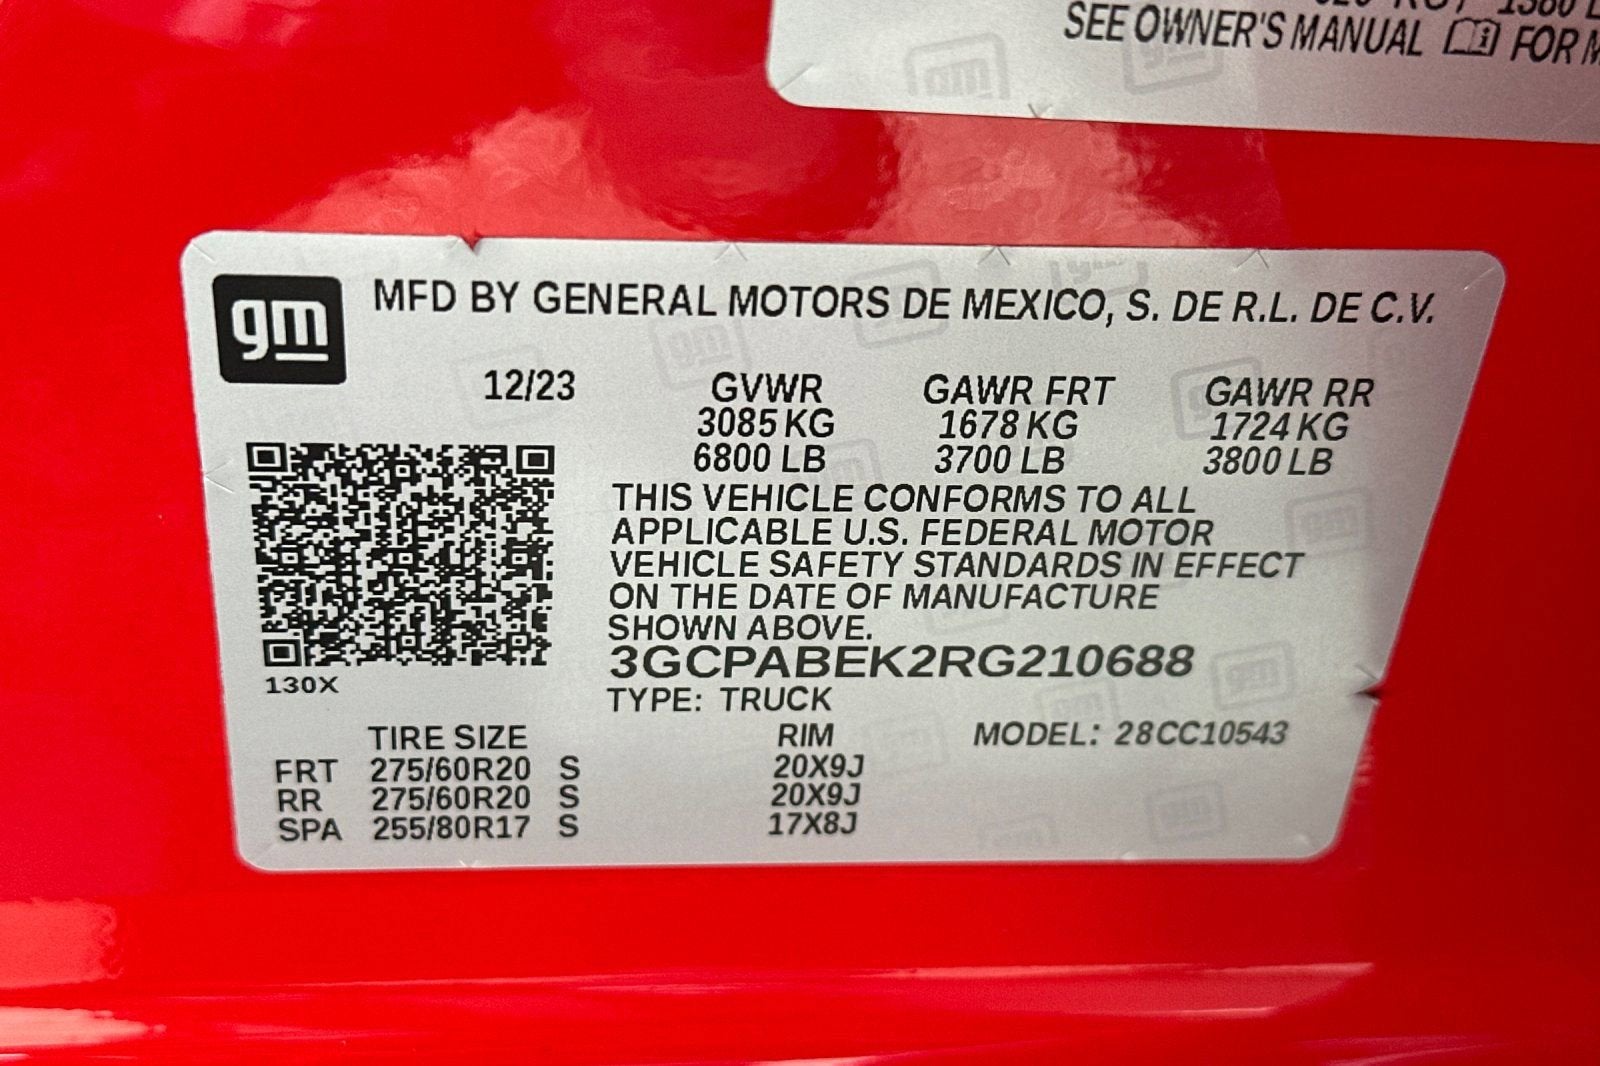 SEE OWNER'S MANUAL FOR
gm
MFD BY GENERAL MOTORS DE MEXICO, S. DE R.L. DE C.V.
12/23 GVWR GAWR FRT GAWR RR
3085 KG 1678 KG 1724 KG
6800 LB 3700 LB 3800 LB
THIS VEHICLE CONFORMS TO ALL
APPLICABLE U.S. FEDERAL MOTOR
VEHICLE SAFETY STANDARDS IN EFFECT
ON THE DATE OF MANUFACTURE
SHOWN ABOVE.
3GCPABEK2RG210688
130X
TYPE: TRUCK
TIRE SIZE RIM MODEL: 28CC10543
FRT 275/60R20 S 20X9J
RR 275/60R20 S 20X9J
SPA 255/80R17 S 17X8J